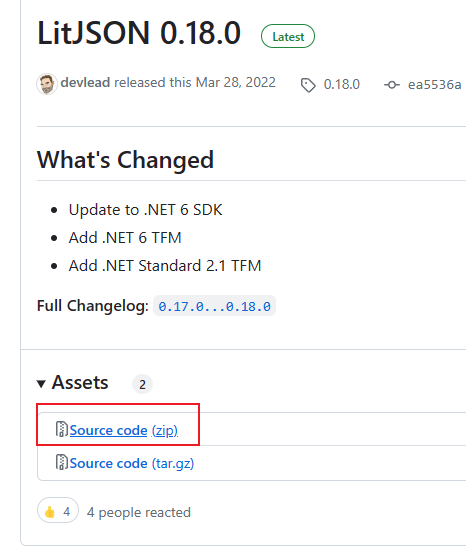 LitJSON 0.18.0 Latest
devlead released this Mar 28, 2022 0.18.0 ea5536a
What's Changed
Update to .NET 6 SDK
Add .NET 6 TFM
Add .NET Standard 2.1 TFM
Full Changelog: 0.17.0...0.18.0
Assets 2
Source code (zip)
Source code (tar.gz)
4 4 people reacted